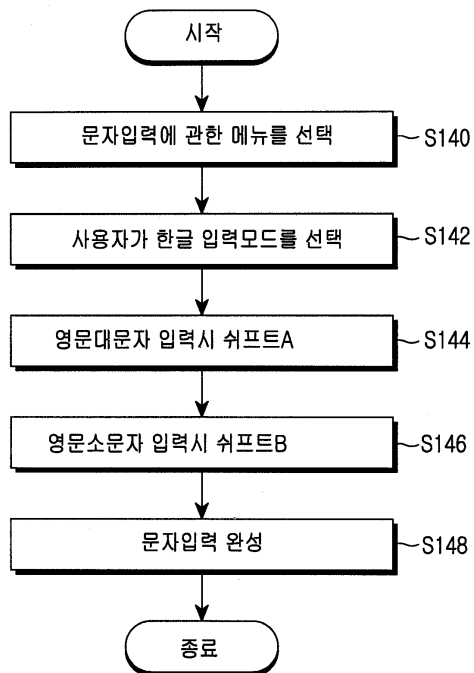 시작
문자입력에 관한 메뉴를 선택
S140
사용자가 한글 입력모드를 선택
S142
영문대문자 입력시 쉬프트A
S144
영문소문자 입력시 쉬프트B
S146
문자입력 완성
S148
종료